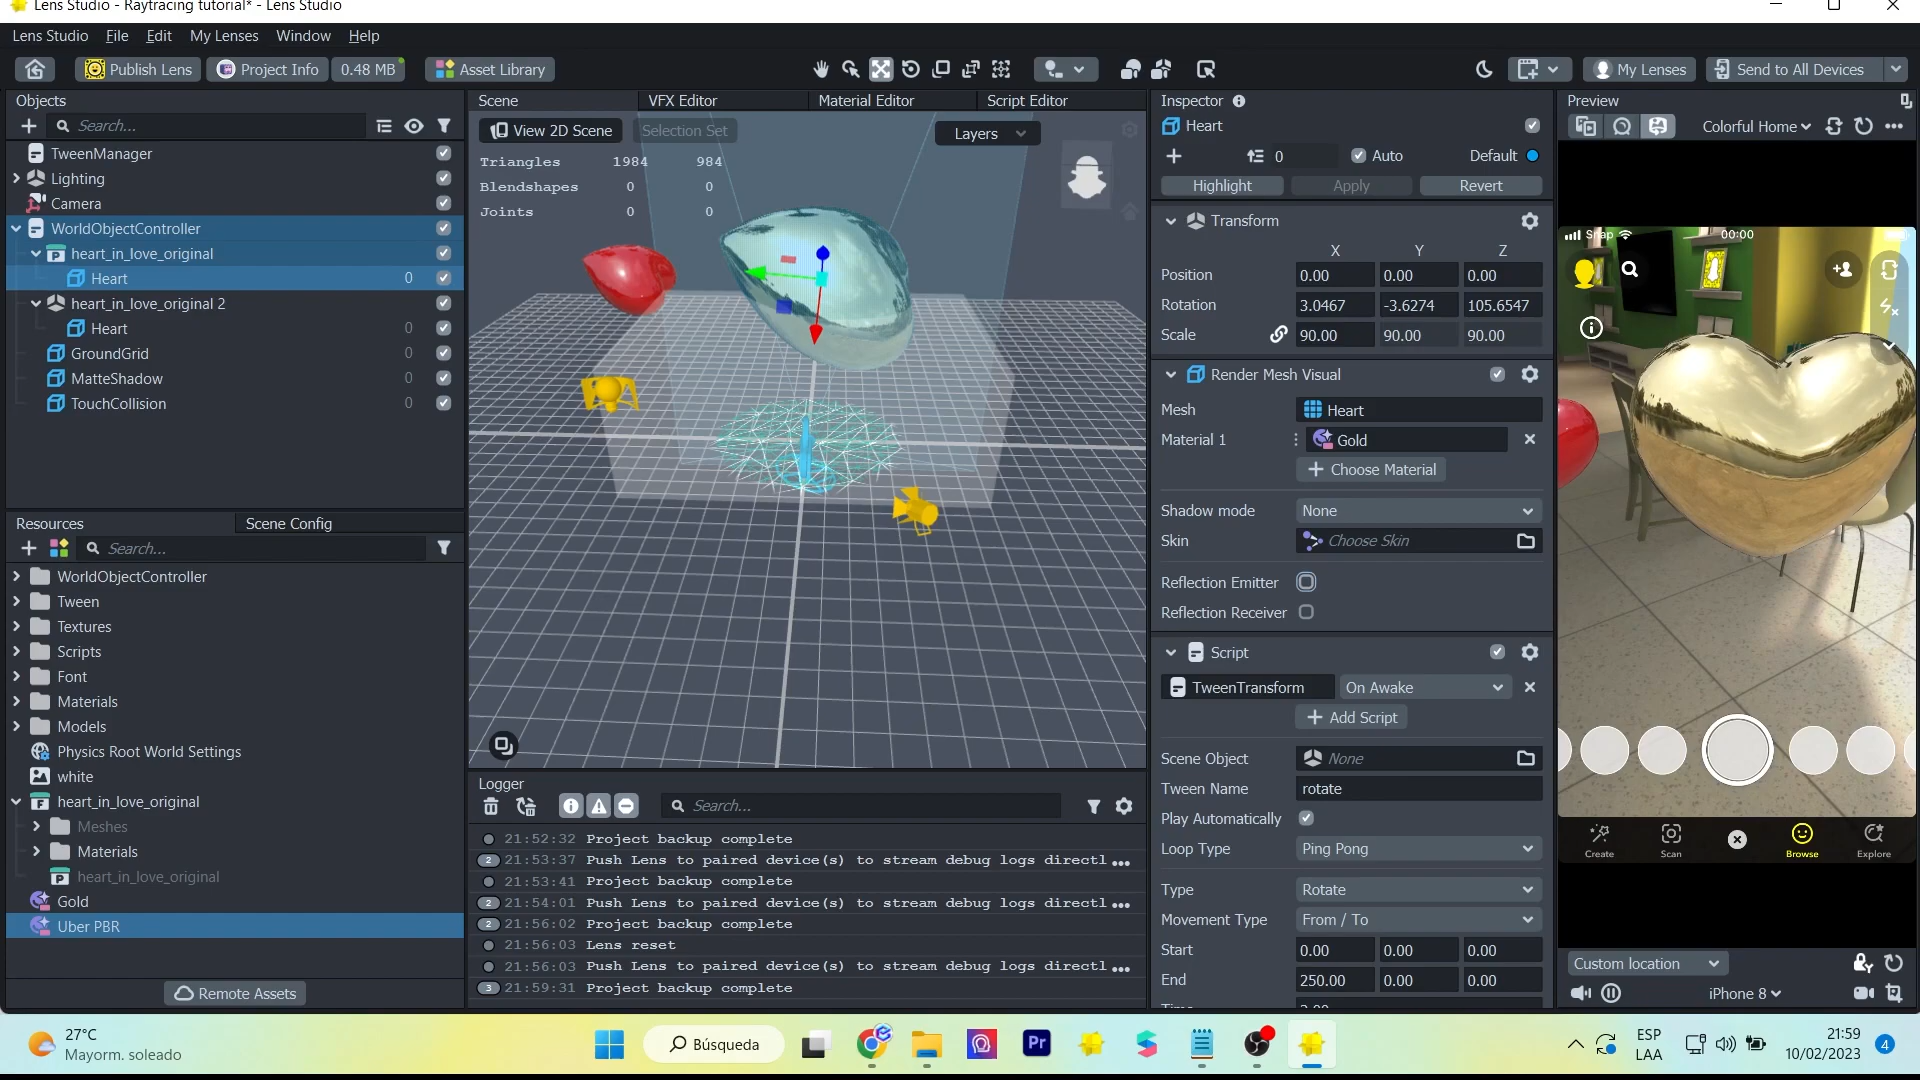 Lens Studio - Raytracing tutorial* - Lens Studio
Lens Studio File Edit My Lenses Window Help
Publish Lens Project Info 0.48 MB Asset Library My Lenses Send to All Devices
Objects
Search...
TweenManager
Lighting
Camera
WorldObjectController
heart_in_love_original
Heart 0
heart_in_love_original 2
Heart 0
GroundGrid 0
MatteShadow 0
TouchCollision 0
Resources Scene Config
Search...
WorldObjectController
Tween
Textures
Scripts
Font
Materials
Models
Physics Root World Settings
white
heart_in_love_original
Meshes
Materials
heart_in_love_original
Gold
Uber PBR
Remote Assets
Scene VFX Editor Material Editor Script Editor
View 2D Scene Selection Set Layers
Triangles 1984 984
Blendshapes 0 0
Joints 0 0
Logger
Search...
21:52:32 Project backup complete
2 21:53:37 Push Lens to paired device(s) to stream debug logs directl ...
21:53:41 Project backup complete
2 21:54:01 Push Lens to paired device(s) to stream debug logs directl ...
2 21:56:02 Project backup complete
21:56:03 Lens reset
21:56:03 Push Lens to paired device(s) to stream debug logs directl ...
3 21:59:31 Project backup complete
Inspector
Heart
0 Auto Default
Highlight Apply Revert
Transform
X Y Z
Position 0.00 0.00 0.00
Rotation 3.0467 -3.6274 105.6547
Scale 90.00 90.00 90.00
Render Mesh Visual
Mesh Heart
Material 1 Gold
Choose Material
Shadow mode None
Skin Choose Skin
Reflection Emitter
Reflection Receiver
Script
TweenTransform On Awake
Add Script
Scene Object None
Tween Name rotate
Play Automatically
Loop Type Ping Pong
Type Rotate
Movement Type From / To
Start 0.00 0.00 0.00
End 250.00 0.00 0.00
Preview
Colorful Home
Snap 00:00
Create Scan Browse Explore
Custom location
iPhone 8
27°C
Mayorm. soleado
Búsqueda
Pr
ESP
LAA
21:59
10/02/2023
4